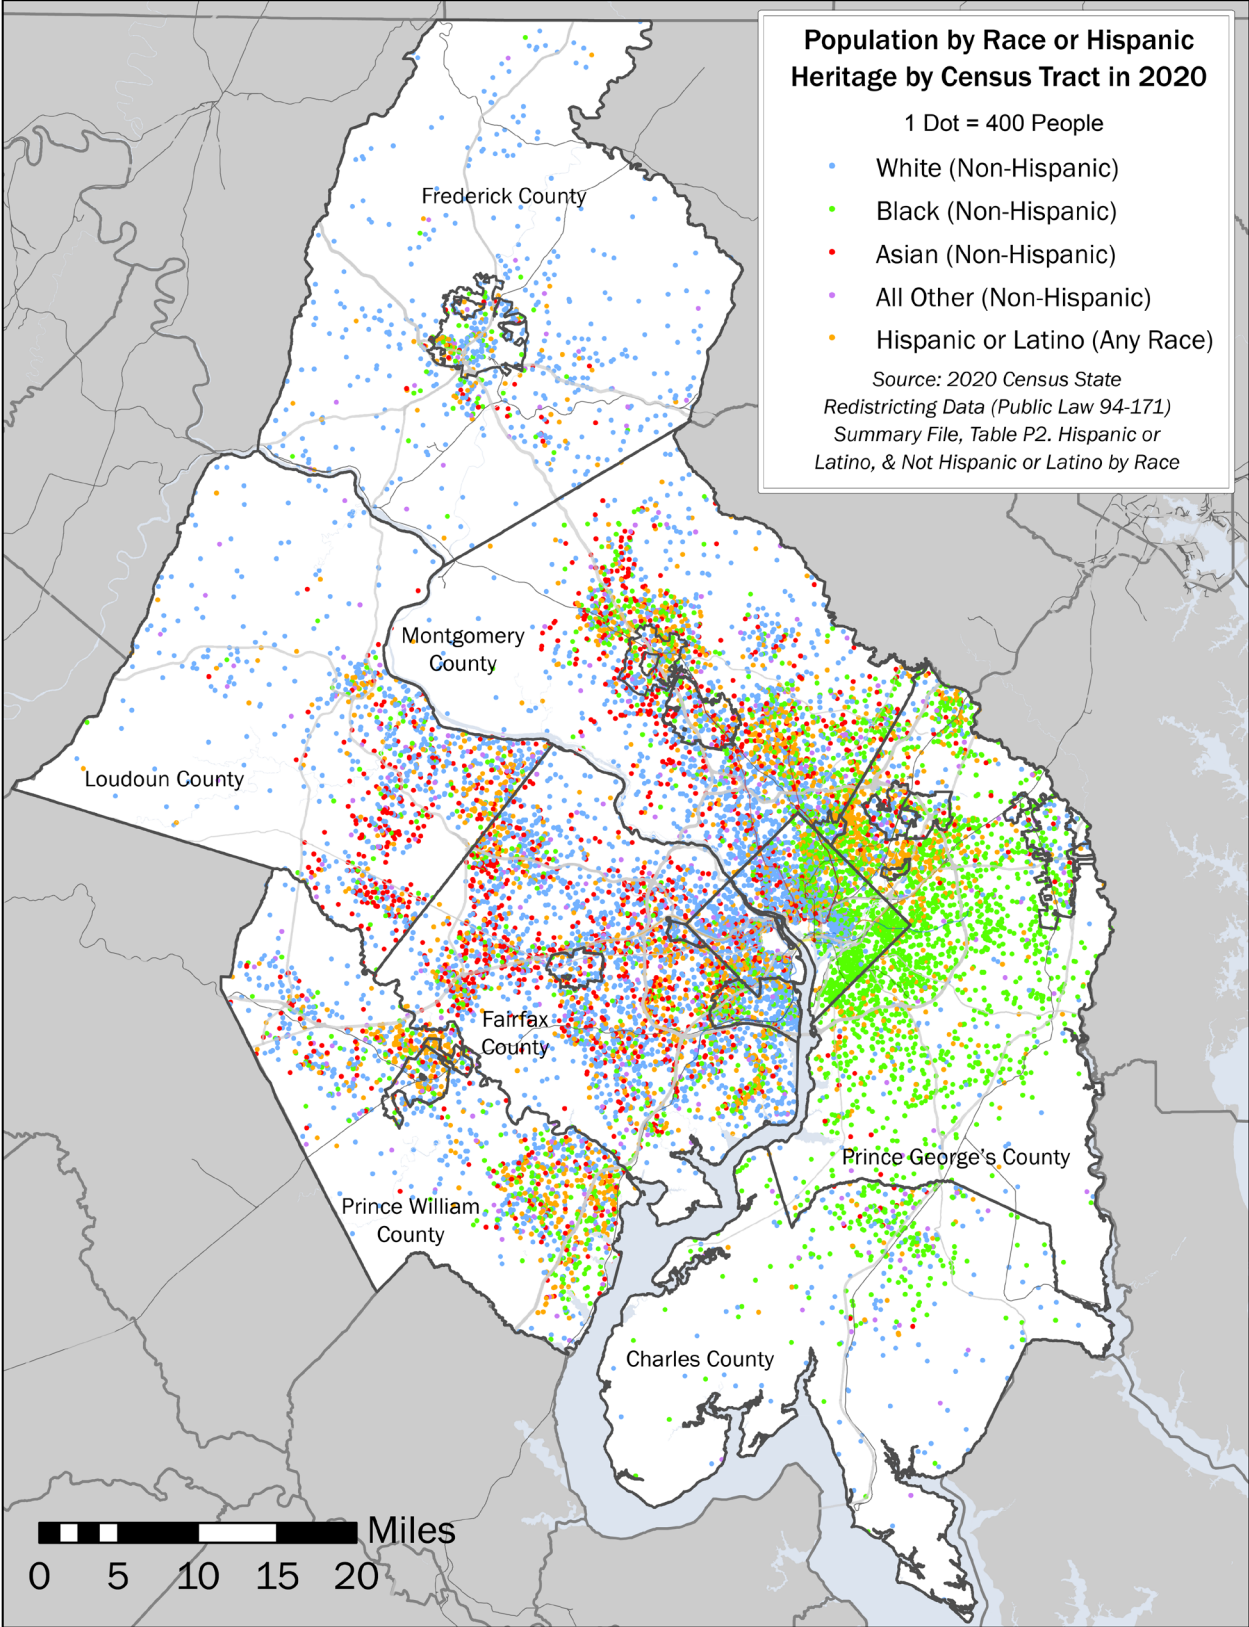 Population by Race or Hispanic
Heritage by Census Tract in 2020
1 Dot = 400 People
White (Non-Hispanic)
Black (Non-Hispanic)
Asian (Non-Hispanic)
All Other (Non-Hispanic)
Hispanic or Latino (Any Race)
Source: 2020 Census State
Redistricting Data (Public Law 94-171)
Summary File, Table P2. Hispanic or
Latino, & Not Hispanic or Latino by Race
Frederick County
Montgomery
County
Loudoun County
Fairfax
County
Prince George's County
Prince William
County
Charles County
Miles
0 5 10 15 20